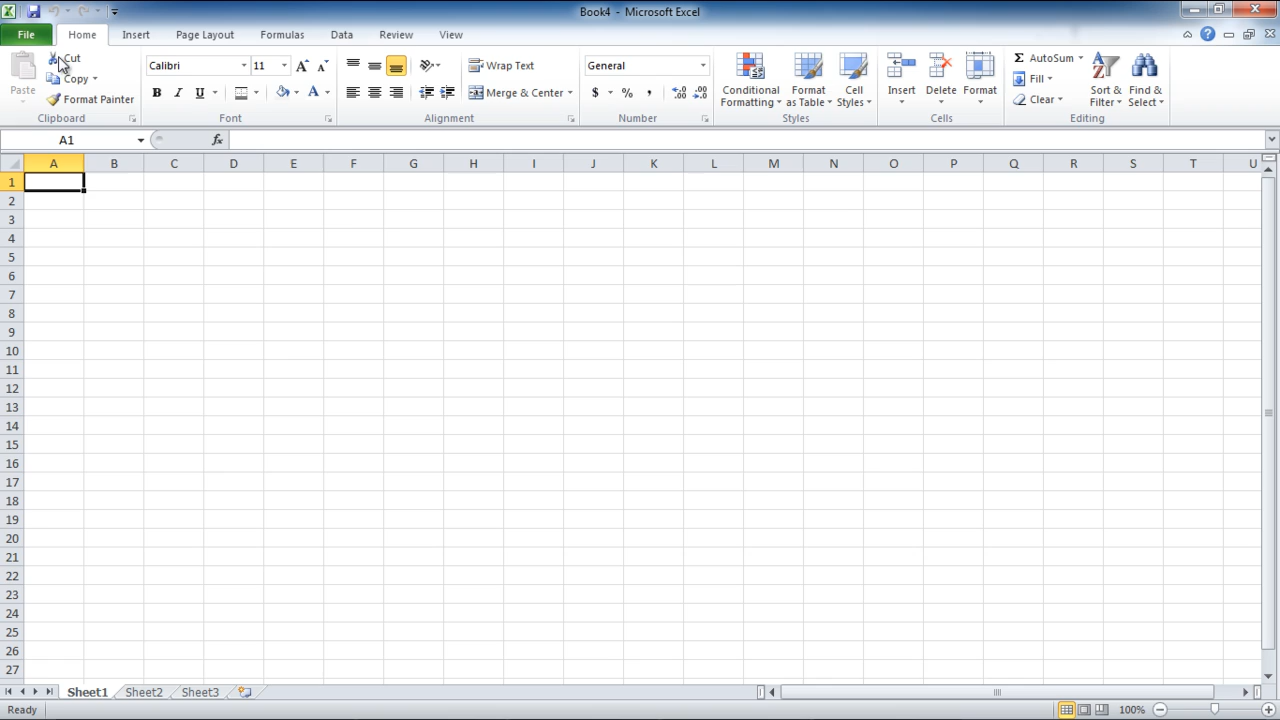 Book4 - Microsoft Excel
File Home Insert Page Layout Formulas Data Review View
Paste
Cut
Copy
Format Painter
Clipboard
Calibri 11
B I U
Font
Wrap Text
Merge & Center
Alignment
General
$ % ,
Number
Conditional Formatting
Format as Table
Cell Styles
Styles
Insert
Delete
Format
Cells
Σ AutoSum
Fill
Clear
Sort & Filter
Find & Select
Editing
A1 fx
A B C D E F G H I J K L M N O P Q R S T U
1
2
3
4
5
6
7
8
9
10
11
12
13
14
15
16
17
18
19
20
21
22
23
24
25
26
27
Sheet1 Sheet2 Sheet3
Ready 100%